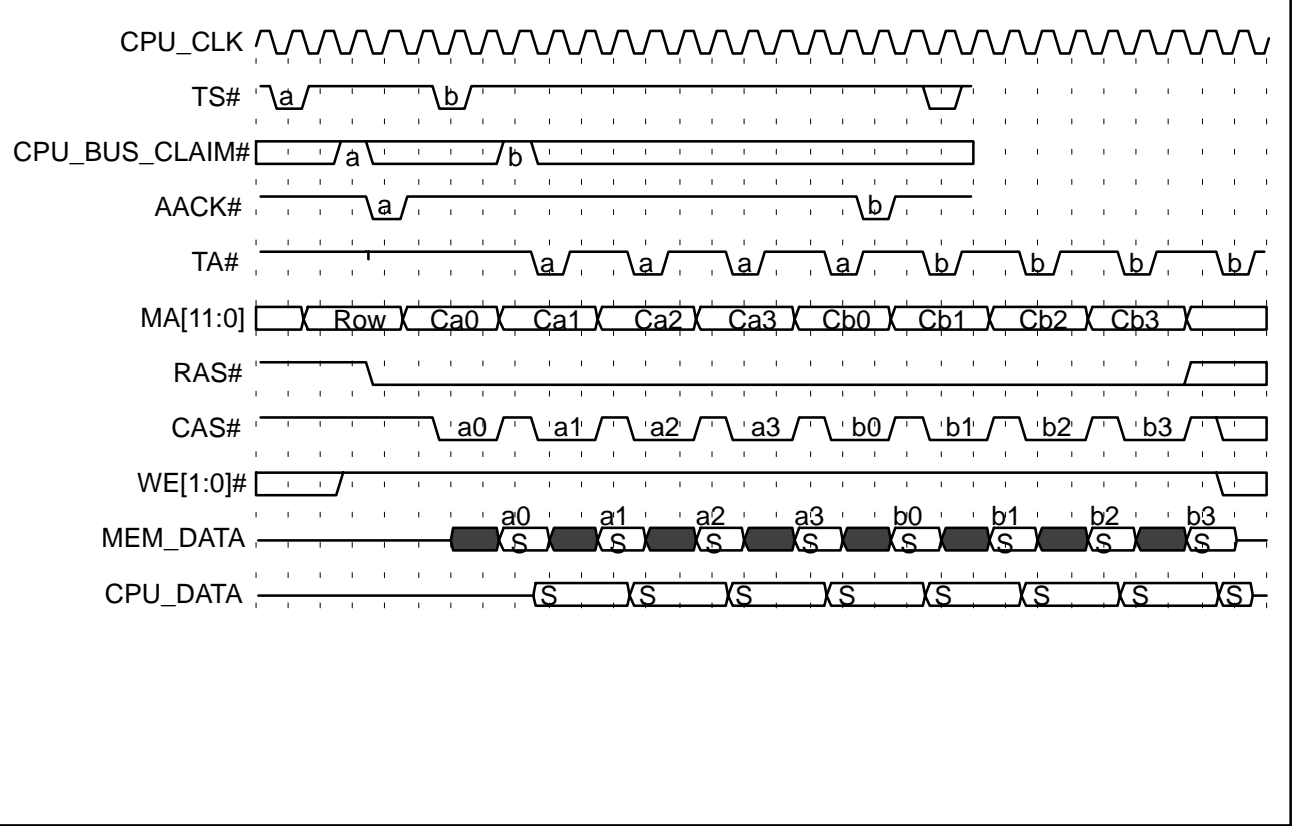 CPU_CLK
TS# a b
CPU_BUS_CLAIM# a b
AACK# a b
TA# a a a a b b b b
MA[11:0] Row Ca0 Ca1 Ca2 Ca3 Cb0 Cb1 Cb2 Cb3
RAS#
CAS# a0 a1 a2 a3 b0 b1 b2 b3
WE[1:0]#
a0 a1 a2 a3 b0 b1 b2 b3
MEM_DATA S S S S S S S S
CPU_DATA S S S S S S S S